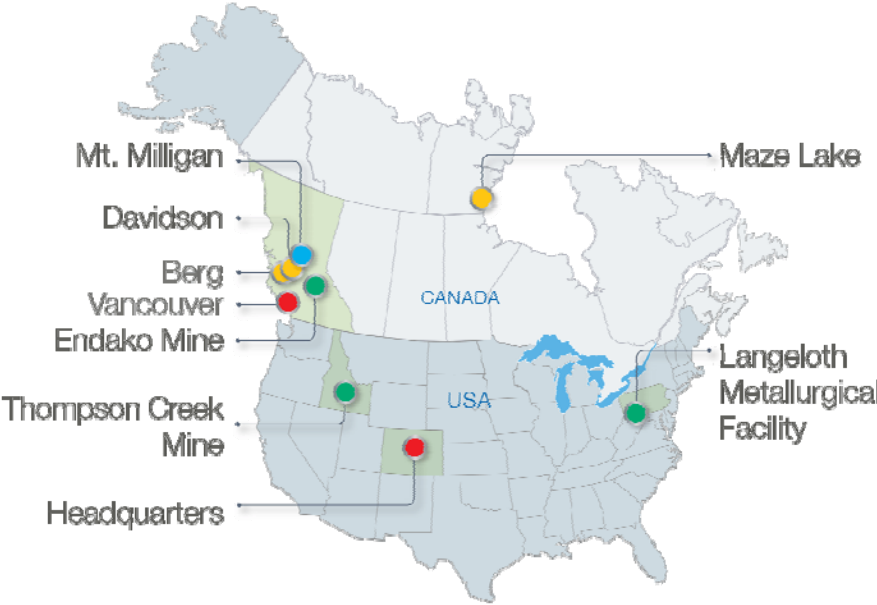 Mt. Milligan
Maze Lake
Davidson
Berg
Vancouver
CANADA
Endako Mine
Langeloth
Metallurgical
Facility
USA
Thompson Creek
Mine
Headquarters